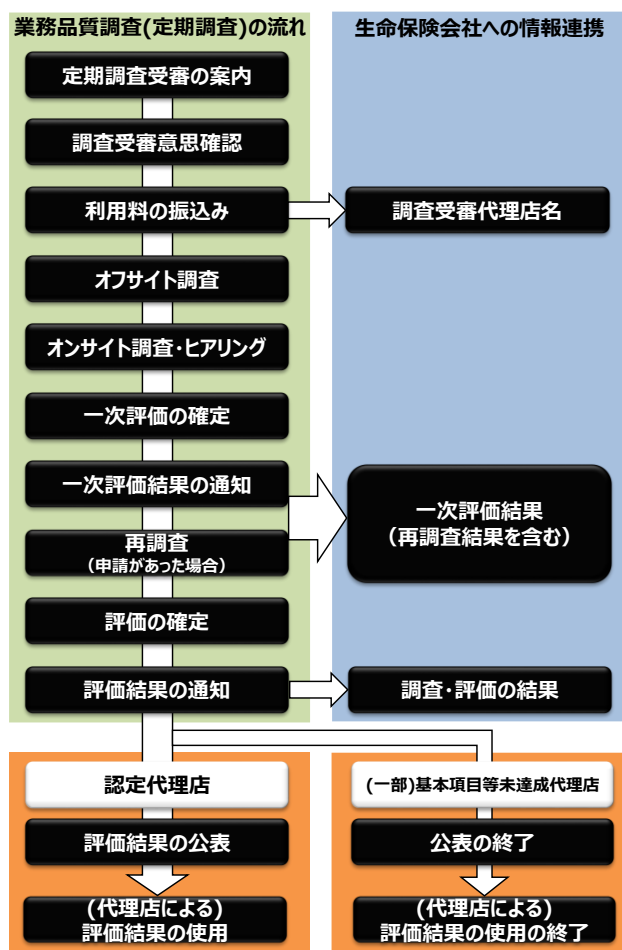 業務品質調査(定期調査)の流れ
定期調査受審の案内
調査受審意思確認
利用料の振込み
オフサイト調査
オンサイト調査・ヒアリング
一次評価の確定
一次評価結果の通知
再調査
(申請があった場合)
評価の確定
評価結果の通知
生命保険会社への情報連携
調査受審代理店名
一次評価結果
(再調査結果を含む)
調査・評価の結果
認定代理店
評価結果の公表
(代理店による)
評価結果の使用
(一部)基本項目等未達成代理店
公表の終了
(代理店による)
評価結果の使用の終了